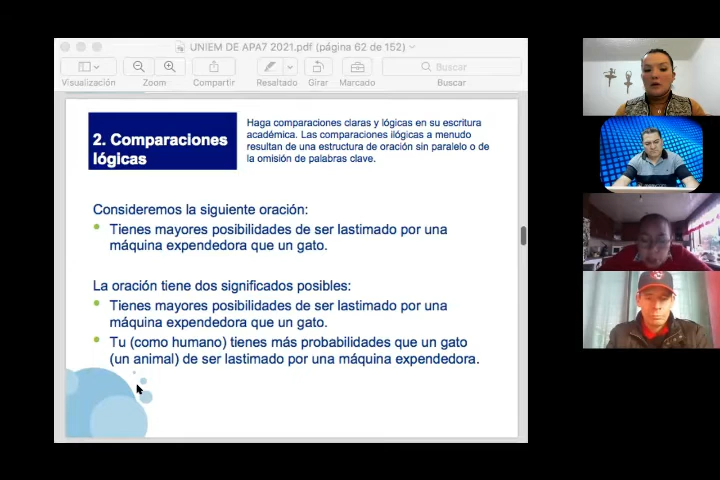 UNIEM DE APA7 2021.pdf (página 62 de 152)
Buscar
Visualización
Compartir
Resaltado
Girar
Marcado
Buscar
2. Comparaciones
lógicas
Haga comparaciones claras y lógicas en su escritura
académica. Las comparaciones ilógicas a menudo
resultan de una estructura de oración sin paralelo o de
la omisión de palabras clave.
Consideremos la siguiente oración:
Tienes mayores posibilidades de ser lastimado por una
máquina expendedora que un gato.
La oración tiene dos significados posibles:
Tienes mayores posibilidades de ser lastimado por una
máquina expendedora que un gato.
Tu (como humano) tienes más probabilidades que un gato
(un animal) de ser lastimado por una máquina expendedora.